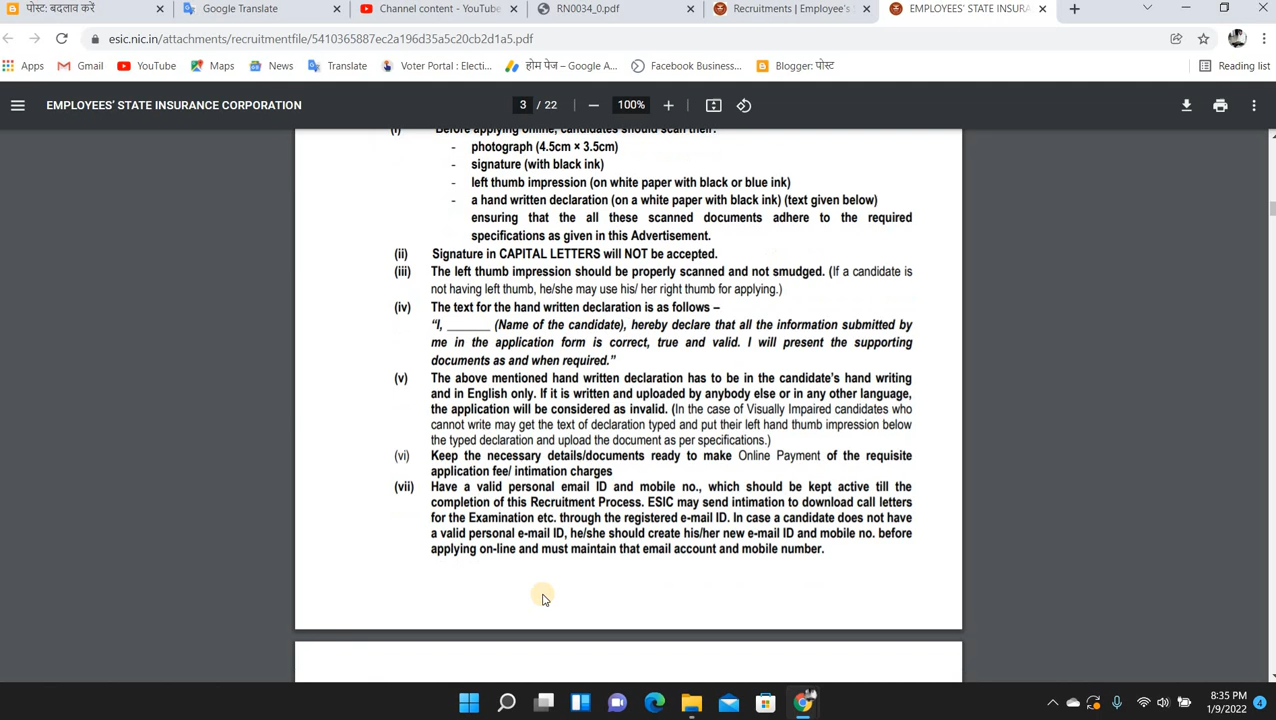 पोस्ट: बदलाव करें
Google Translate
Channel content - YouTube
RN0034_0.pdf
Recruitments | Employee's S
EMPLOYEES' STATE INSURA
esic.nic.in/attachments/recruitmentfile/5410365887ec2a196d35a5c20cb2d1a5.pdf
Apps
Gmail
YouTube
Maps
News
Translate
Voter Portal : Electi...
होम पेज – Google A...
Facebook Business...
Blogger: पोस्ट
Reading list
EMPLOYEES' STATE INSURANCE CORPORATION
3 / 22
100%
(i) Before applying online, candidates should scan their:
- photograph (4.5cm × 3.5cm)
- signature (with black ink)
- left thumb impression (on white paper with black or blue ink)
- a hand written declaration (on a white paper with black ink) (text given below)
ensuring that the all these scanned documents adhere to the required
specifications as given in this Advertisement.
(ii) Signature in CAPITAL LETTERS will NOT be accepted.
(iii) The left thumb impression should be properly scanned and not smudged. (If a candidate is
not having left thumb, he/she may use his/ her right thumb for applying.)
(iv) The text for the hand written declaration is as follows –
“I, _______ (Name of the candidate), hereby declare that all the information submitted by
me in the application form is correct, true and valid. I will present the supporting
documents as and when required.”
(v) The above mentioned hand written declaration has to be in the candidate's hand writing
and in English only. If it is written and uploaded by anybody else or in any other language,
the application will be considered as invalid. (In the case of Visually Impaired candidates who
cannot write may get the text of declaration typed and put their left hand thumb impression below
the typed declaration and upload the document as per specifications.)
(vi) Keep the necessary details/documents ready to make Online Payment of the requisite
application fee/ intimation charges
(vii) Have a valid personal email ID and mobile no., which should be kept active till the
completion of this Recruitment Process. ESIC may send intimation to download call letters
for the Examination etc. through the registered e-mail ID. In case a candidate does not have
a valid personal e-mail ID, he/she should create his/her new e-mail ID and mobile no. before
applying on-line and must maintain that email account and mobile number.
8:35 PM
1/9/2022
4